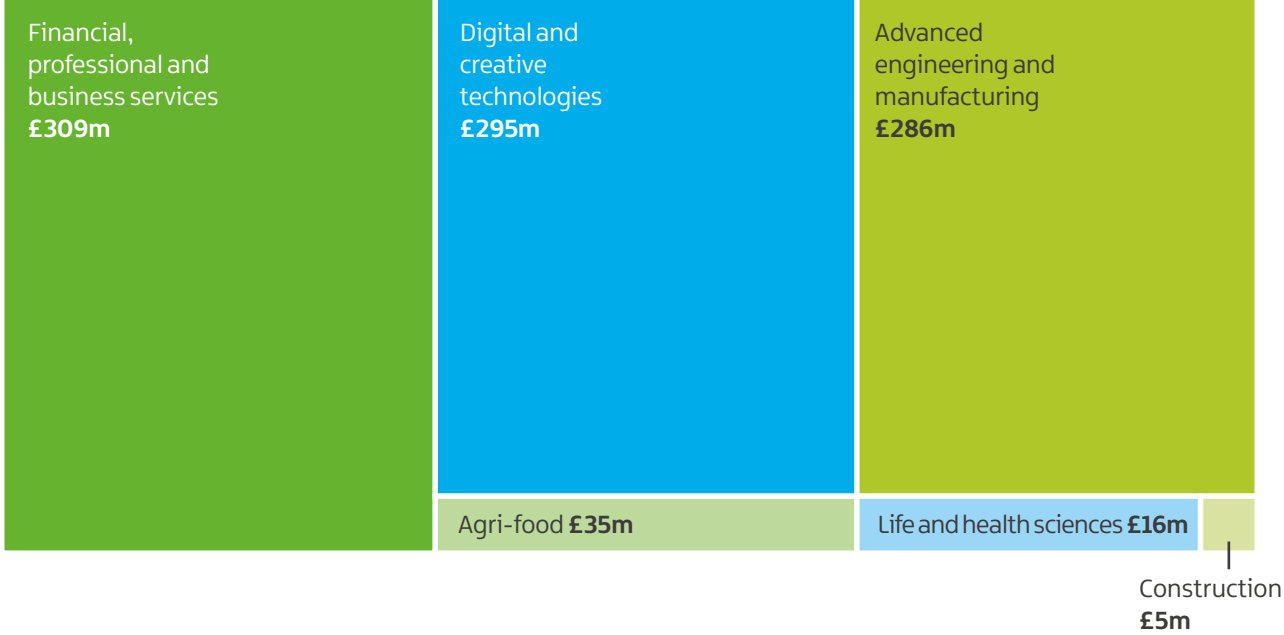 Financial,
professional and
business services
£309m
Digital and
creative
technologies
£295m
Advanced
engineering and
manufacturing
£286m
Agri-food £35m
Life and health sciences £16m
Construction
£5m